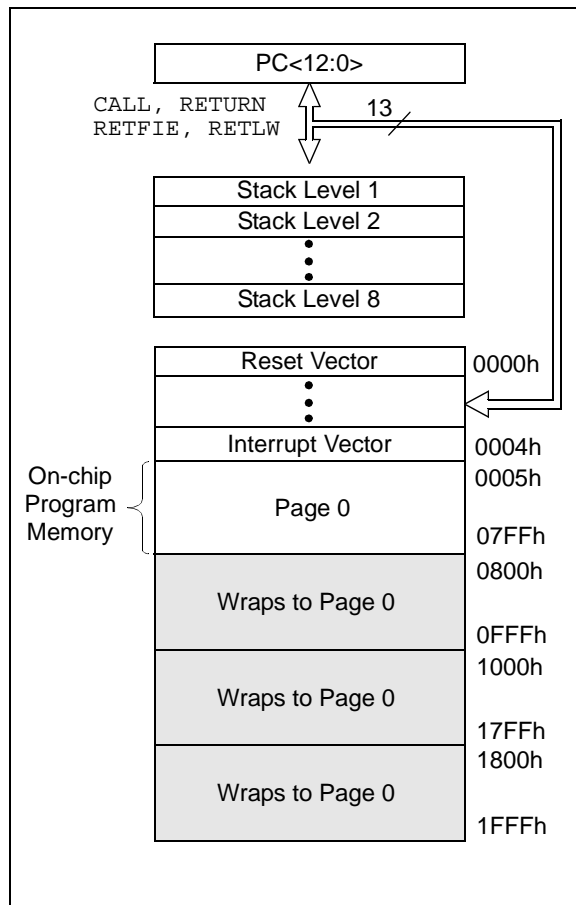 PC<12:0>
CALL, RETURN
RETFIE, RETLW
13
Stack Level 1
Stack Level 2
Stack Level 8
Reset Vector
0000h
Interrupt Vector
0004h
On-chip
Program
Memory
Page 0
0005h
07FFh
Wraps to Page 0
0800h
0FFFh
Wraps to Page 0
1000h
17FFh
Wraps to Page 0
1800h
1FFFh